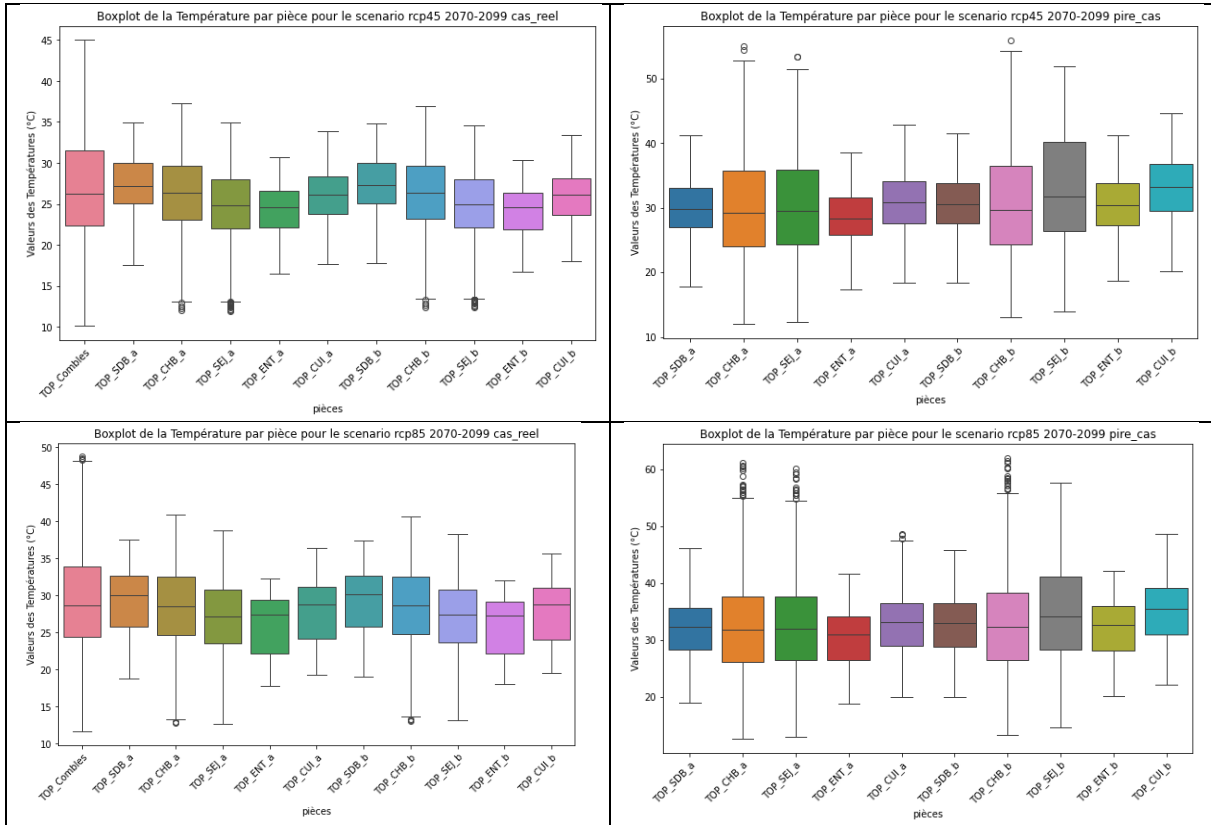 Boxplot de la Température par pièce pour le scenario rcp45 2070-2099 cas_reel
Valeurs des Températures (°C)
45
40
35
30
25
20
15
10
TOP_Combles
TOP_SDB_a
TOP_CHB_a
TOP_SEJ_a
TOP_ENT_a
TOP_CUI_a
TOP_SDB_b
TOP_CHB_b
TOP_SEJ_b
TOP_ENT_b
TOP_CUI_b
pièces
Boxplot de la Température par pièce pour le scenario rcp45 2070-2099 pire_cas
Valeurs des Températures (°C)
50
40
30
20
10
TOP_SDB_a
TOP_CHB_a
TOP_SEJ_a
TOP_ENT_a
TOP_CUI_a
TOP_SDB_b
TOP_CHB_b
TOP_SEJ_b
TOP_ENT_b
TOP_CUI_b
pièces
Boxplot de la Température par pièce pour le scenario rcp85 2070-2099 cas_reel
Valeurs des Températures (°C)
50
45
40
35
30
25
20
15
10
TOP_Combles
TOP_SDB_a
TOP_CHB_a
TOP_SEJ_a
TOP_ENT_a
TOP_CUI_a
TOP_SDB_b
TOP_CHB_b
TOP_SEJ_b
TOP_ENT_b
TOP_CUI_b
pièces
Boxplot de la Température par pièce pour le scenario rcp85 2070-2099 pire_cas
Valeurs des Températures (°C)
60
50
40
30
20
TOP_SDB_a
TOP_CHB_a
TOP_SEJ_a
TOP_ENT_a
TOP_CUI_a
TOP_SDB_b
TOP_CHB_b
TOP_SEJ_b
TOP_ENT_b
TOP_CUI_b
pièces